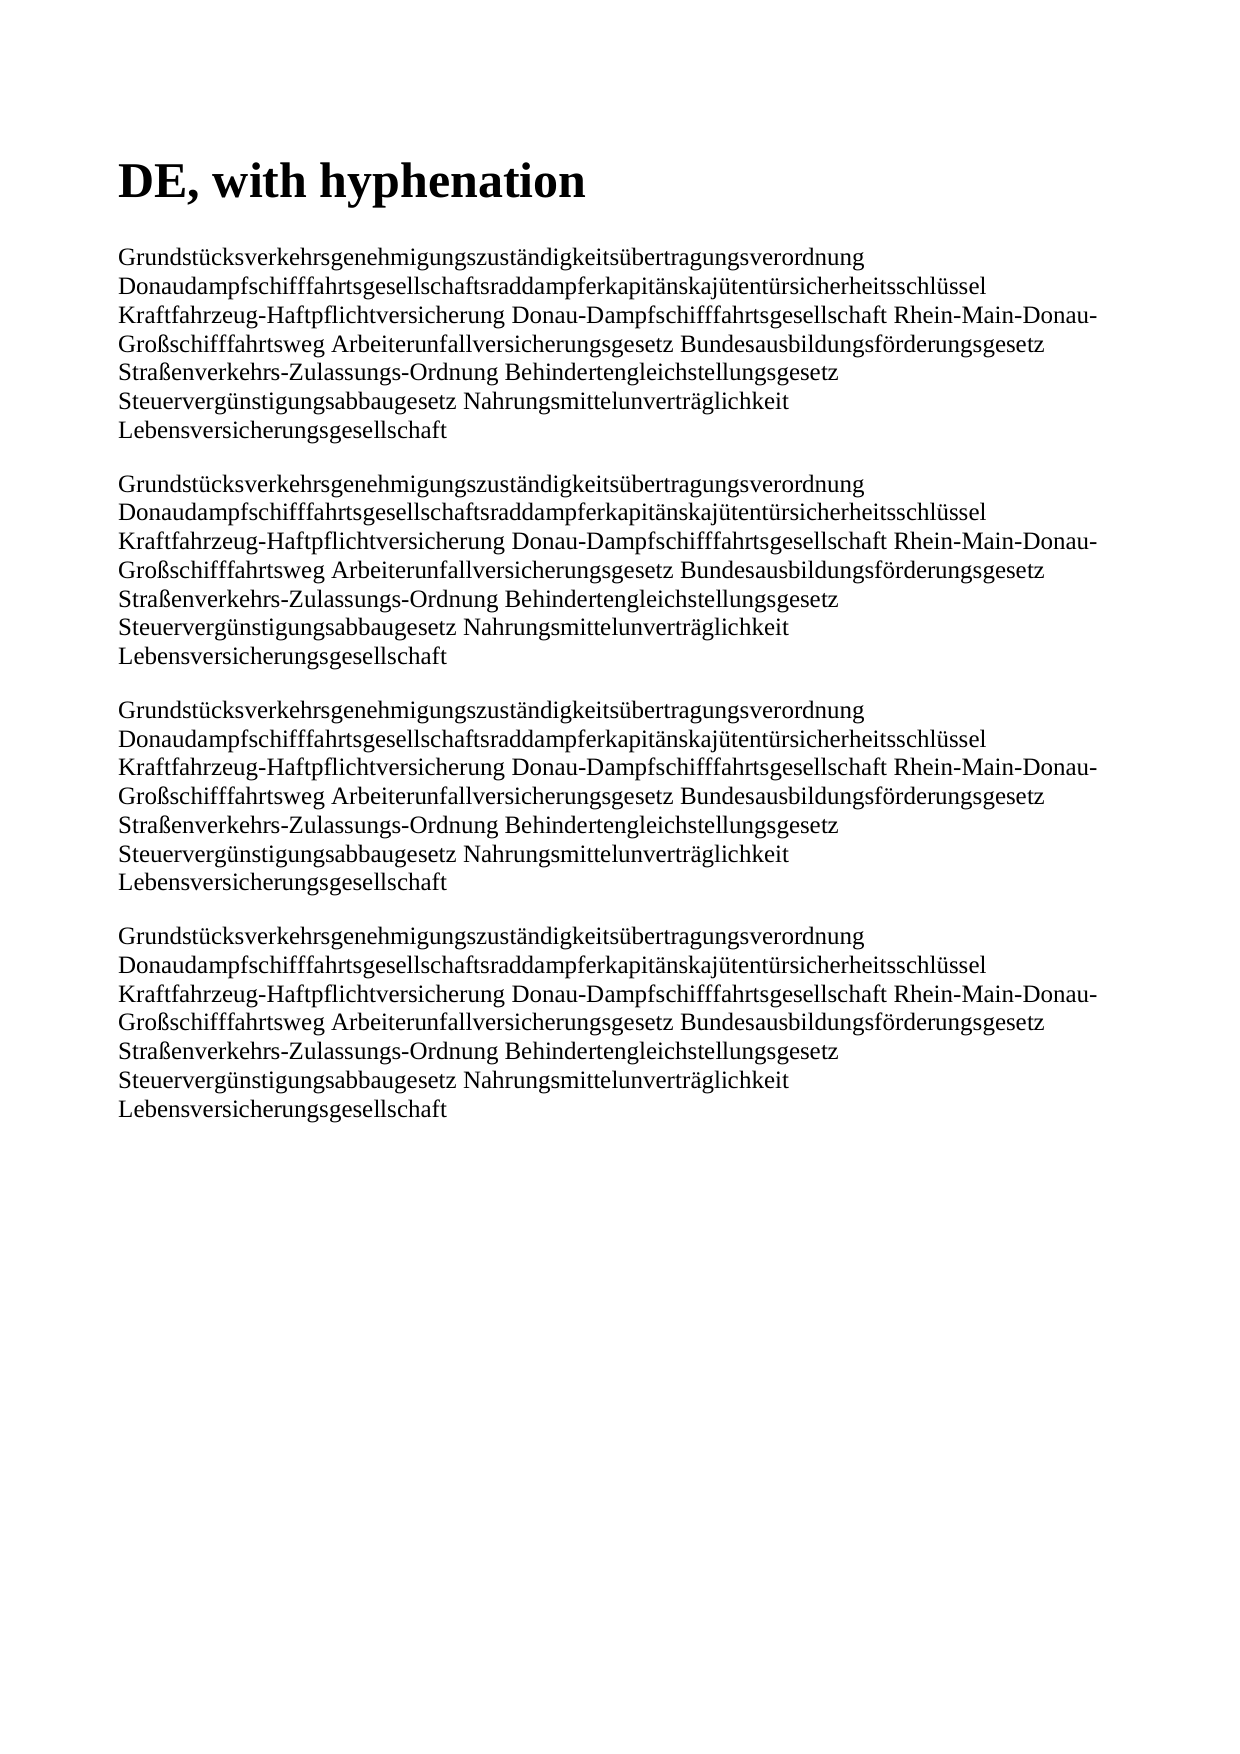 DE, with hyphenation
Grundstücksverkehrsgenehmigungszuständigkeitsübertragungsverordnung
Donaudampfschifffahrtsgesellschaftsraddampferkapitänskajütentürsicherheitsschlüssel
Kraftfahrzeug-Haftpflichtversicherung Donau-Dampfschifffahrtsgesellschaft Rhein-Main-Donau-
Großschifffahrtsweg Arbeiterunfallversicherungsgesetz Bundesausbildungsförderungsgesetz
Straßenverkehrs-Zulassungs-Ordnung Behindertengleichstellungsgesetz
Steuervergünstigungsabbaugesetz Nahrungsmittelunverträglichkeit
Lebensversicherungsgesellschaft
Grundstücksverkehrsgenehmigungszuständigkeitsübertragungsverordnung
Donaudampfschifffahrtsgesellschaftsraddampferkapitänskajütentürsicherheitsschlüssel
Kraftfahrzeug-Haftpflichtversicherung Donau-Dampfschifffahrtsgesellschaft Rhein-Main-Donau-
Großschifffahrtsweg Arbeiterunfallversicherungsgesetz Bundesausbildungsförderungsgesetz
Straßenverkehrs-Zulassungs-Ordnung Behindertengleichstellungsgesetz
Steuervergünstigungsabbaugesetz Nahrungsmittelunverträglichkeit
Lebensversicherungsgesellschaft
Grundstücksverkehrsgenehmigungszuständigkeitsübertragungsverordnung
Donaudampfschifffahrtsgesellschaftsraddampferkapitänskajütentürsicherheitsschlüssel
Kraftfahrzeug-Haftpflichtversicherung Donau-Dampfschifffahrtsgesellschaft Rhein-Main-Donau-
Großschifffahrtsweg Arbeiterunfallversicherungsgesetz Bundesausbildungsförderungsgesetz
Straßenverkehrs-Zulassungs-Ordnung Behindertengleichstellungsgesetz
Steuervergünstigungsabbaugesetz Nahrungsmittelunverträglichkeit
Lebensversicherungsgesellschaft
Grundstücksverkehrsgenehmigungszuständigkeitsübertragungsverordnung
Donaudampfschifffahrtsgesellschaftsraddampferkapitänskajütentürsicherheitsschlüssel
Kraftfahrzeug-Haftpflichtversicherung Donau-Dampfschifffahrtsgesellschaft Rhein-Main-Donau-
Großschifffahrtsweg Arbeiterunfallversicherungsgesetz Bundesausbildungsförderungsgesetz
Straßenverkehrs-Zulassungs-Ordnung Behindertengleichstellungsgesetz
Steuervergünstigungsabbaugesetz Nahrungsmittelunverträglichkeit
Lebensversicherungsgesellschaft